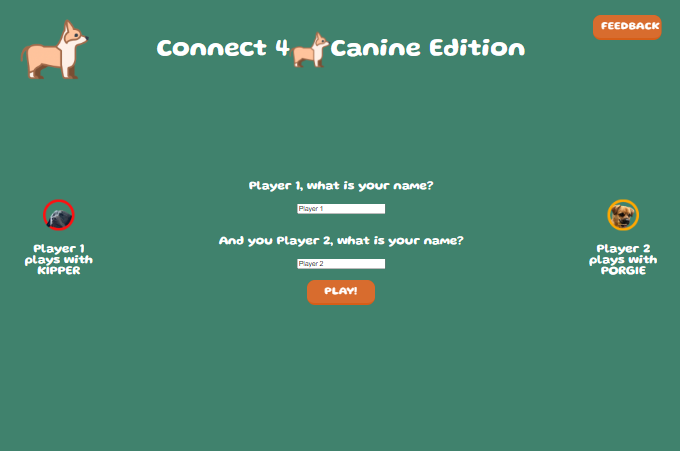 FEEDBACK
Connect 4 Canine Edition
Player 1, what is your name?
Player 1
And you Player 2, what is your name?
Player 2
PLAY!
Player 1
plays with
KIPPER
Player 2
plays with
PORGIE